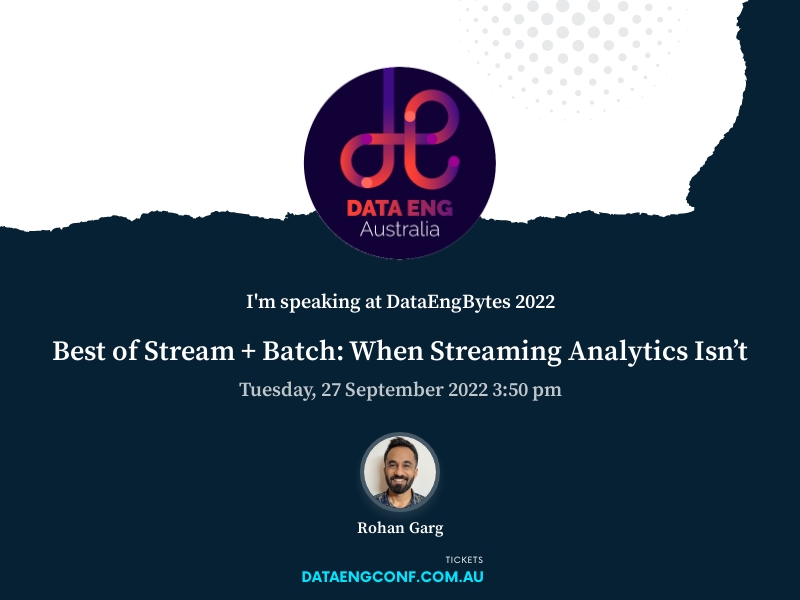 DATA ENG
Australia
I'm speaking at DataEngBytes 2022
Best of Stream + Batch: When Streaming Analytics Isn’t
Tuesday, 27 September 2022 3:50 pm
Rohan Garg
TICKETS
DATAENGCONF.COM.AU